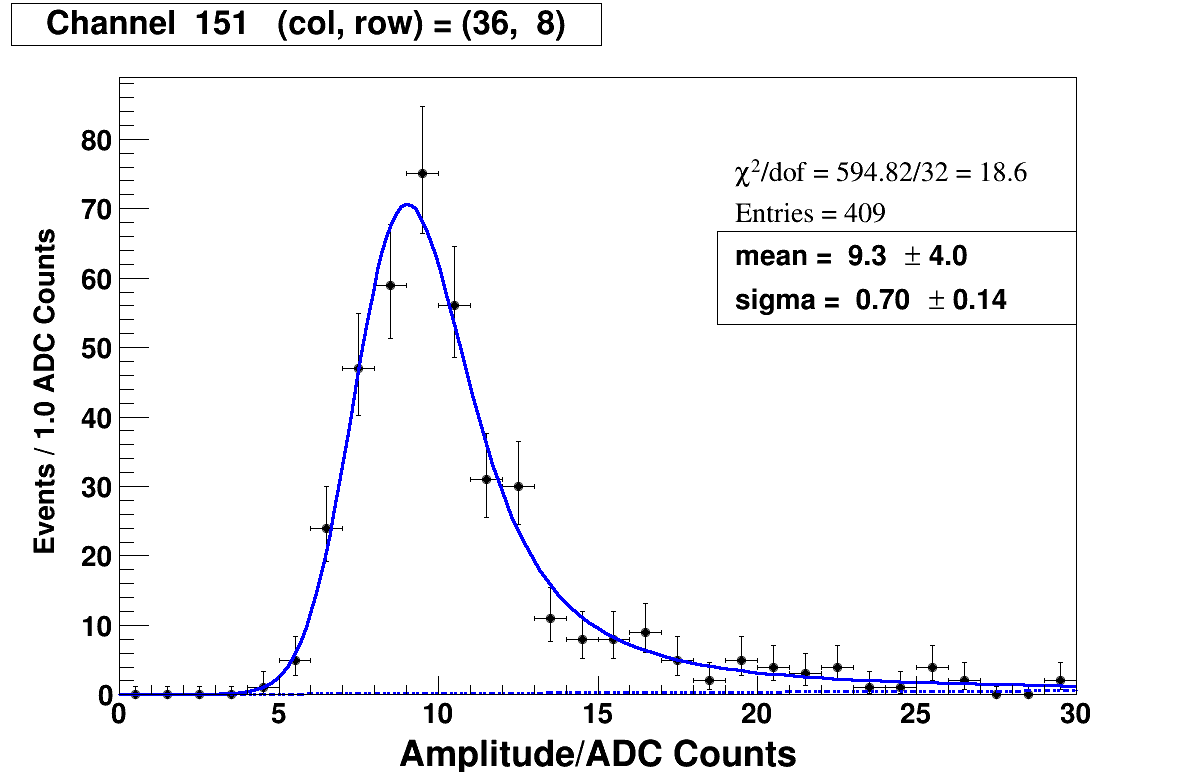 Channel 151 (col, row) = (36, 8)
χ²/dof = 594.82/32 = 18.6
Entries = 409
mean = 9.3 ± 4.0
sigma = 0.70 ± 0.14
Events / 1.0 ADC Counts
80
70
60
50
40
30
20
10
0
0 5 10 15 20 25 30
Amplitude/ADC Counts